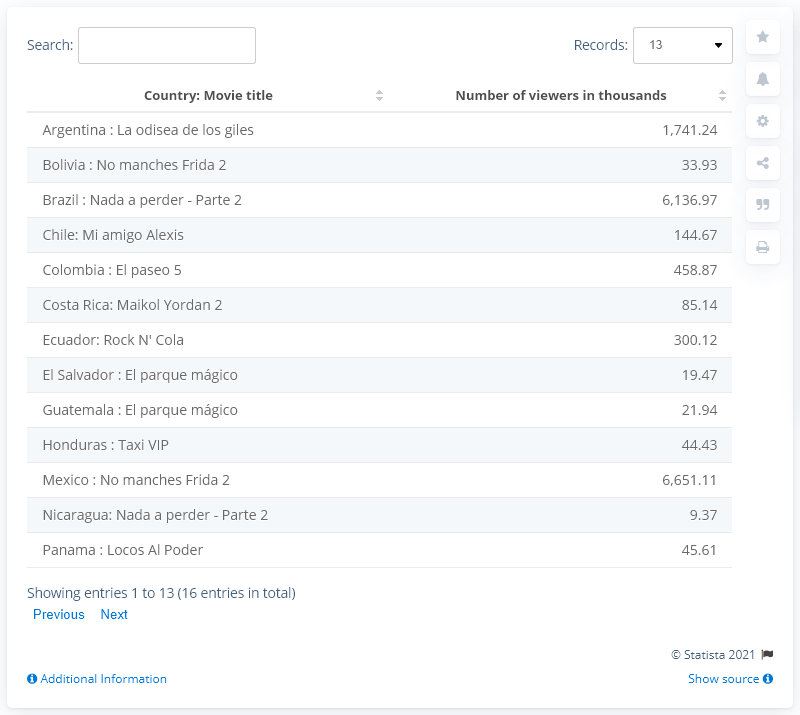 Search:
Records: 13
Country: Movie title Number of viewers in thousands
Argentina : La odisea de los giles 1,741.24
Bolivia : No manches Frida 2 33.93
Brazil : Nada a perder - Parte 2 6,136.97
Chile: Mi amigo Alexis 144.67
Colombia : El paseo 5 458.87
Costa Rica: Maikol Yordan 2 85.14
Ecuador: Rock N' Cola 300.12
El Salvador : El parque mágico 19.47
Guatemala : El parque mágico 21.94
Honduras : Taxi VIP 44.43
Mexico : No manches Frida 2 6,651.11
Nicaragua: Nada a perder - Parte 2 9.37
Panama : Locos Al Poder 45.61
Showing entries 1 to 13 (16 entries in total)
Previous Next
© Statista 2021
Additional Information Show source